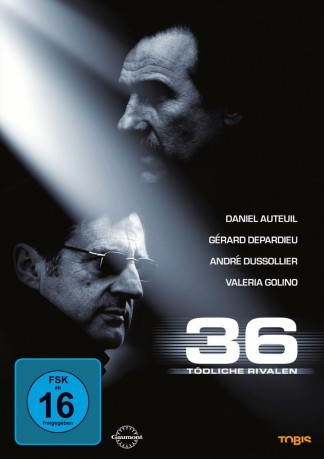 DANIEL AUTEUIL
GÉRARD DEPARDIEU
ANDRÉ DUSSOLLIER
VALERIA GOLINO
36
TÖDLICHE RIVALEN
FSK
ab
16
freigegeben
Gaumont
TOBIS